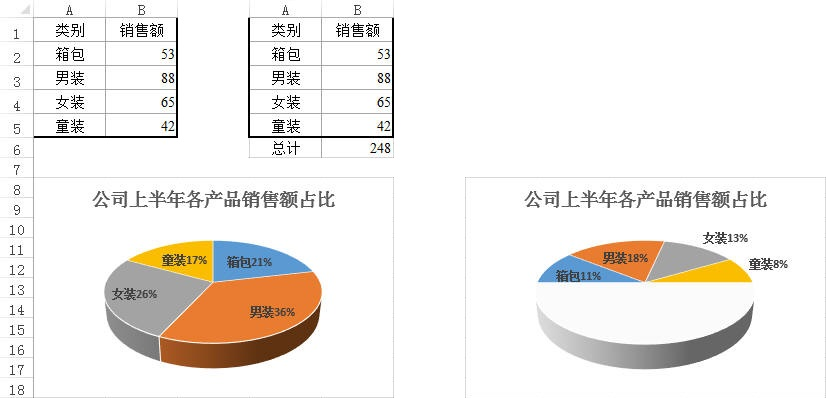 A B A B
1 类别 销售额 类别 销售额
2 箱包 53 箱包 53
3 男装 88 男装 88
4 女装 65 女装 65
5 童装 42 童装 42
6 总计 248
7
8
公司上半年各产品销售额占比 公司上半年各产品销售额占比
9
10
女装13%
11
童装17% 箱包21% 男装18% 童装8%
12
箱包11%
13
女装26%
14
男装36%
15
16
17
18